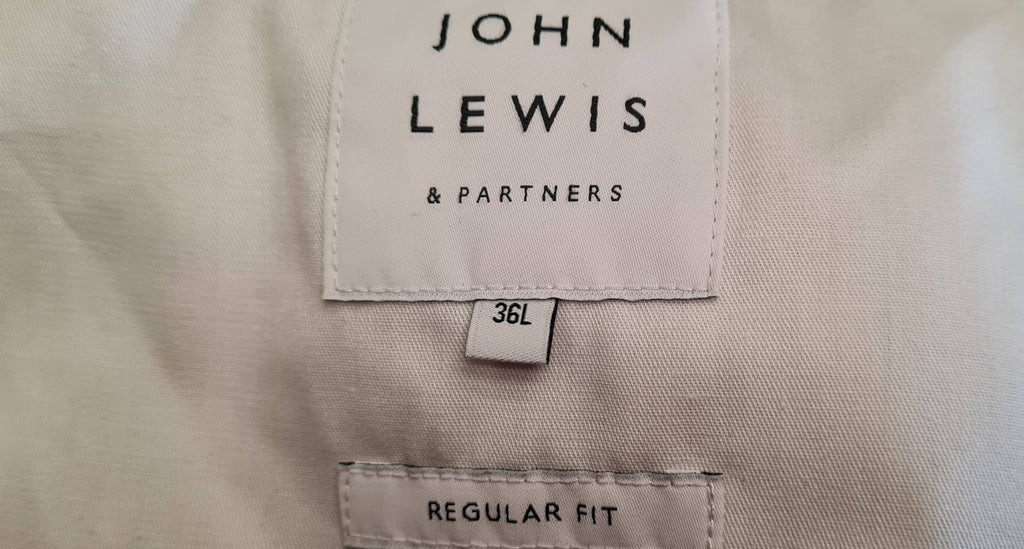 JOHN
LEWIS
& PARTNERS
36L
REGULAR FIT